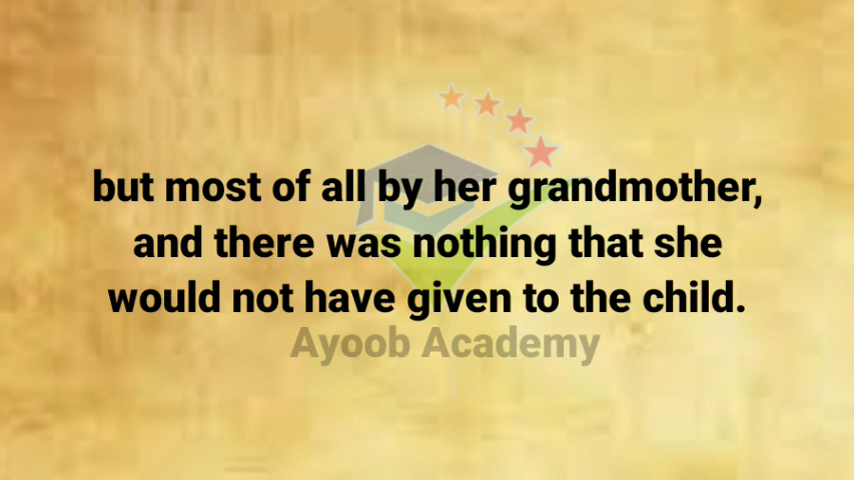 but most of all by her grandmother,
and there was nothing that she
would not have given to the child.
Ayoob Academy